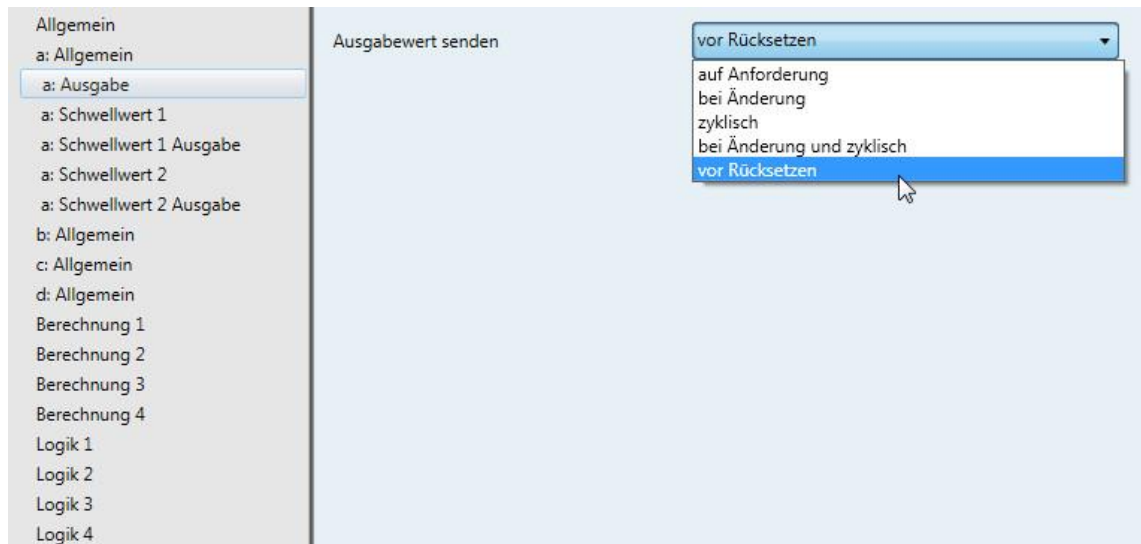 Allgemein
a: Allgemein
a: Ausgabe
a: Schwellwert 1
a: Schwellwert 1 Ausgabe
a: Schwellwert 2
a: Schwellwert 2 Ausgabe
b: Allgemein
c: Allgemein
d: Allgemein
Berechnung 1
Berechnung 2
Berechnung 3
Berechnung 4
Logik 1
Logik 2
Logik 3
Logik 4
Ausgabewert senden
vor Rücksetzen
auf Anforderung
bei Änderung
zyklisch
bei Änderung und zyklisch
vor Rücksetzen